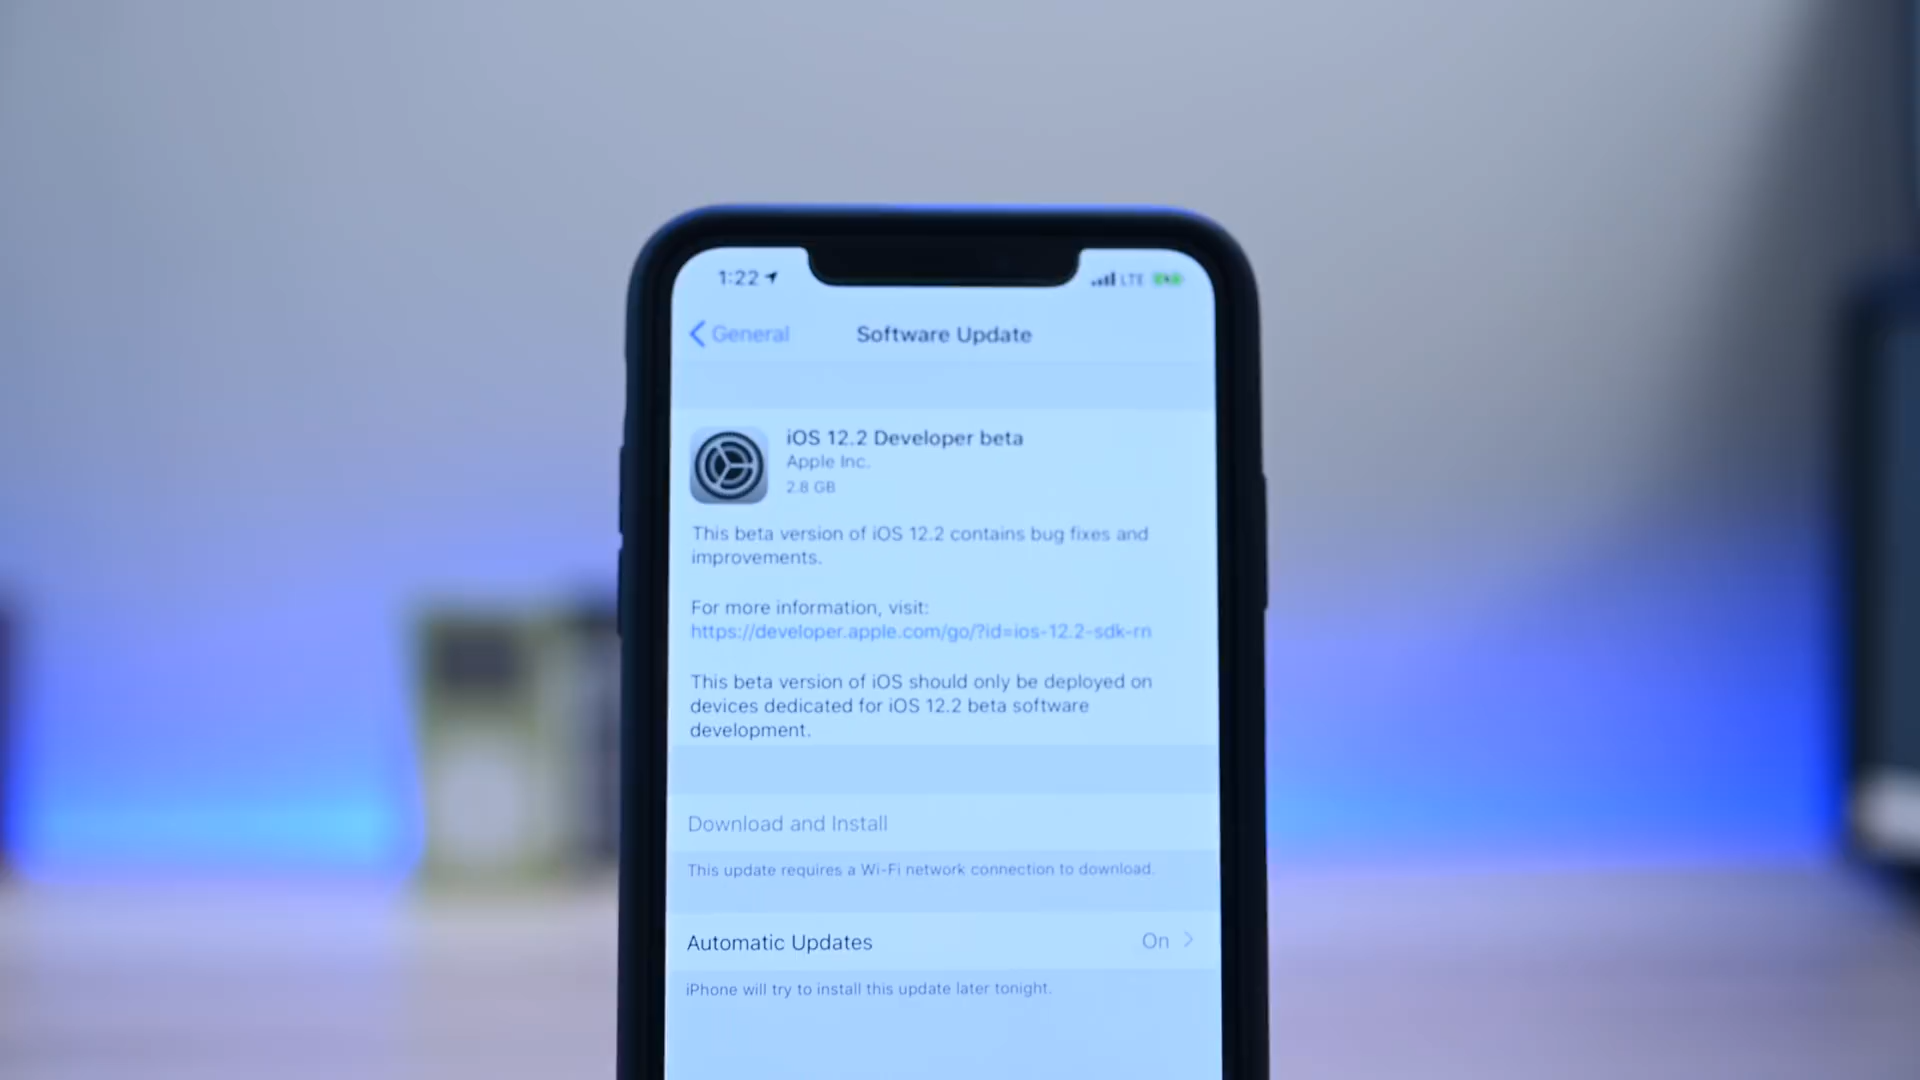 1:22
LTE
General
Software Update
iOS 12.2 Developer beta
Apple Inc.
2.8 GB
This beta version of iOS 12.2 contains bug fixes and
improvements.
For more information, visit:
https://developer.apple.com/go/?id=ios-12.2-sdk-rn
This beta version of iOS should only be deployed on
devices dedicated for iOS 12.2 beta software
development.
Download and Install
This update requires a Wi-Fi network connection to download.
Automatic Updates
On
iPhone will try to install this update later tonight.